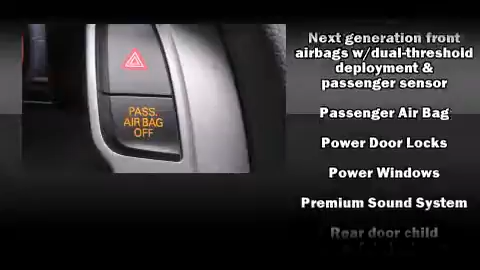 PASS.
AIR BAG
OFF
Next generation front
airbags w/dual-threshold
deployment &
passenger sensor
Passenger Air Bag
Power Door Locks
Power Windows
Premium Sound System
Rear door child